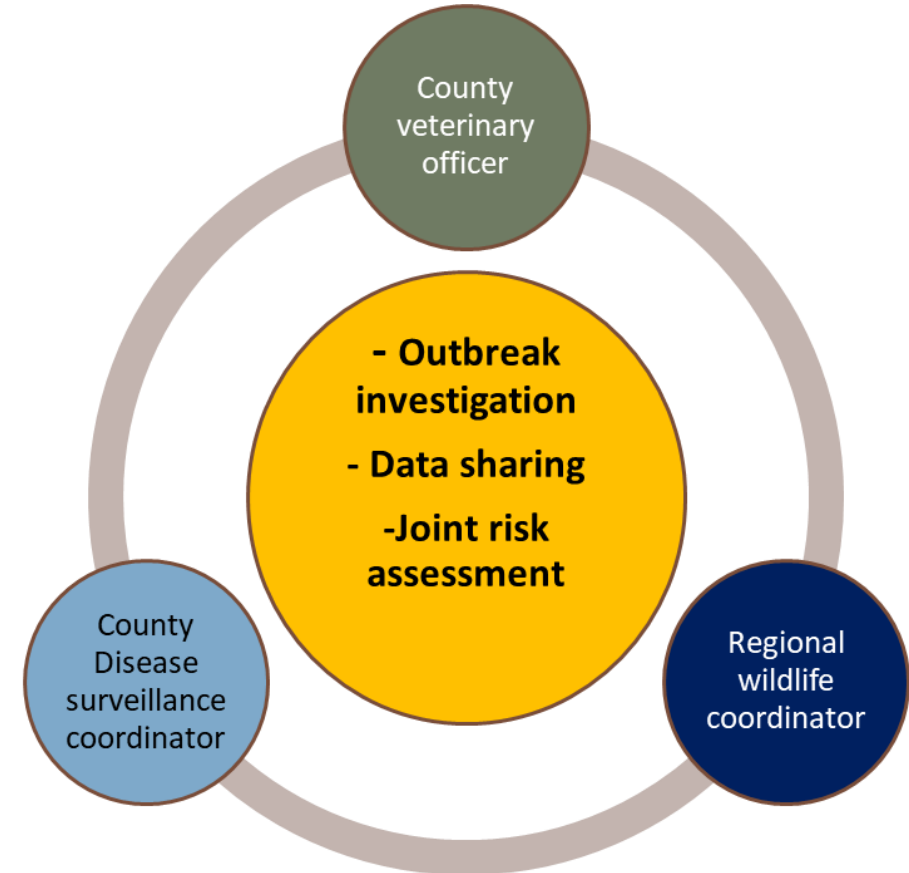 County
veterinary
officer
- Outbreak
investigation
- Data sharing
-Joint risk
assessment
County
Disease
surveillance
coordinator
Regional
wildlife
coordinator